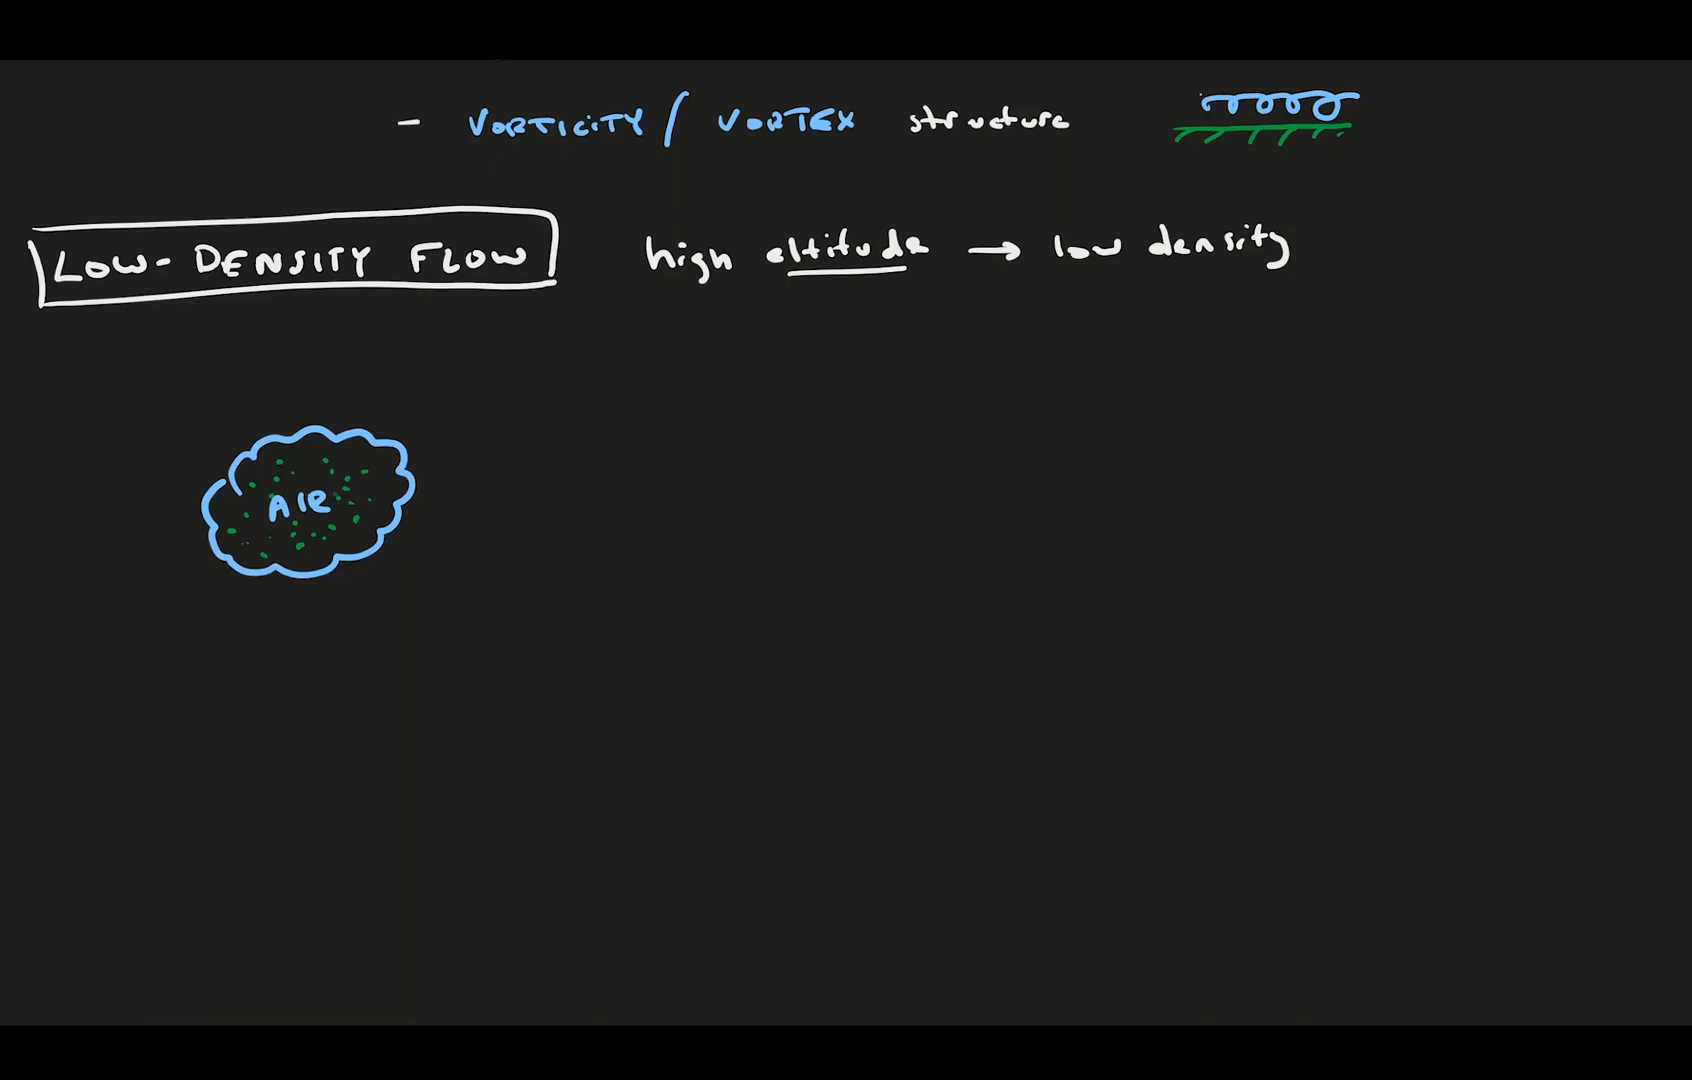 - VORTICITY / VORTEX structure
LOW-DENSITY FLOW high altitude → low density
AIR